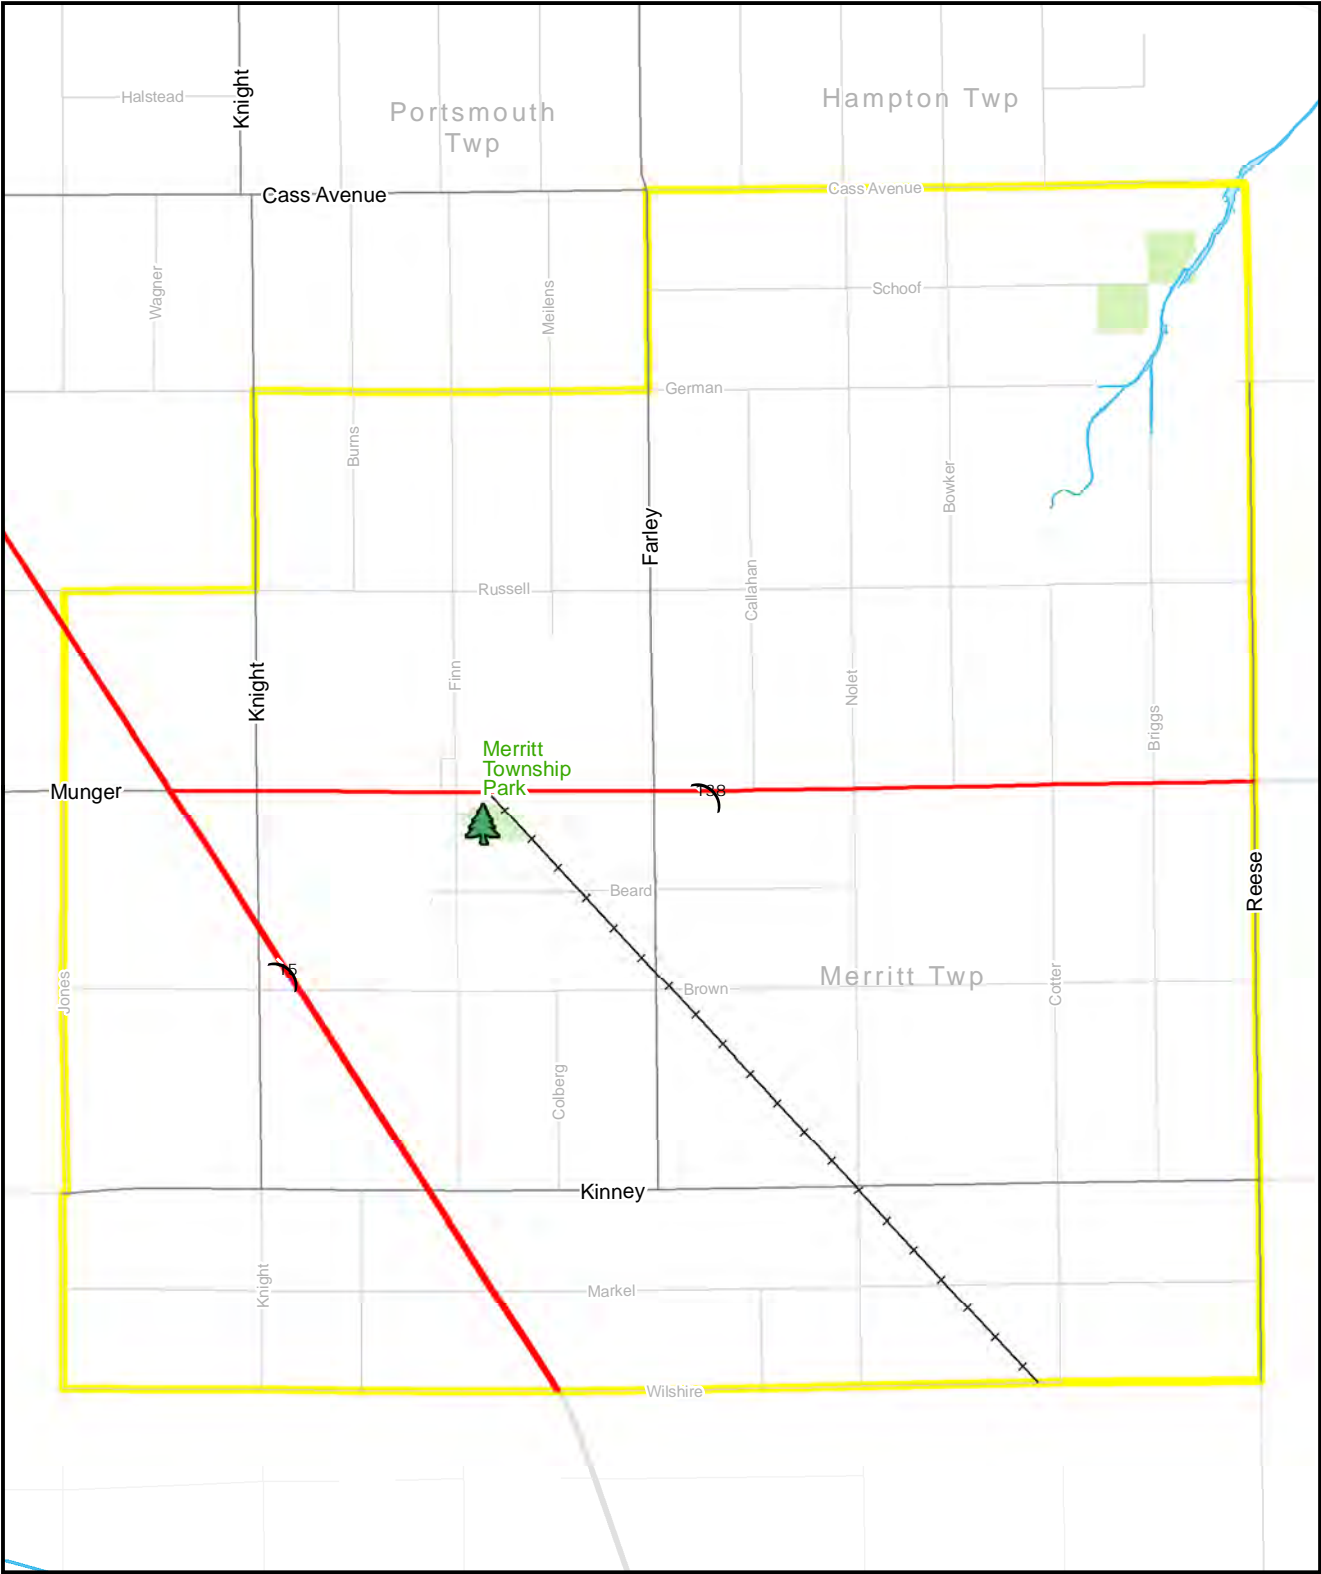 Halstead
Knight
Portsmouth
Twp
Hampton Twp
Cass Avenue
Cass Avenue
Wagner
Meilens
Schoof
German
Burns
Bowker
Farley
Callahan
Russell
Knight
Finn
Nolet
Briggs
Merritt
Township
Park
Munger
138
Beard
Reese
15
Jones
Brown
Merritt Twp
Cotter
Colberg
Kinney
Knight
Markel
Wilshire